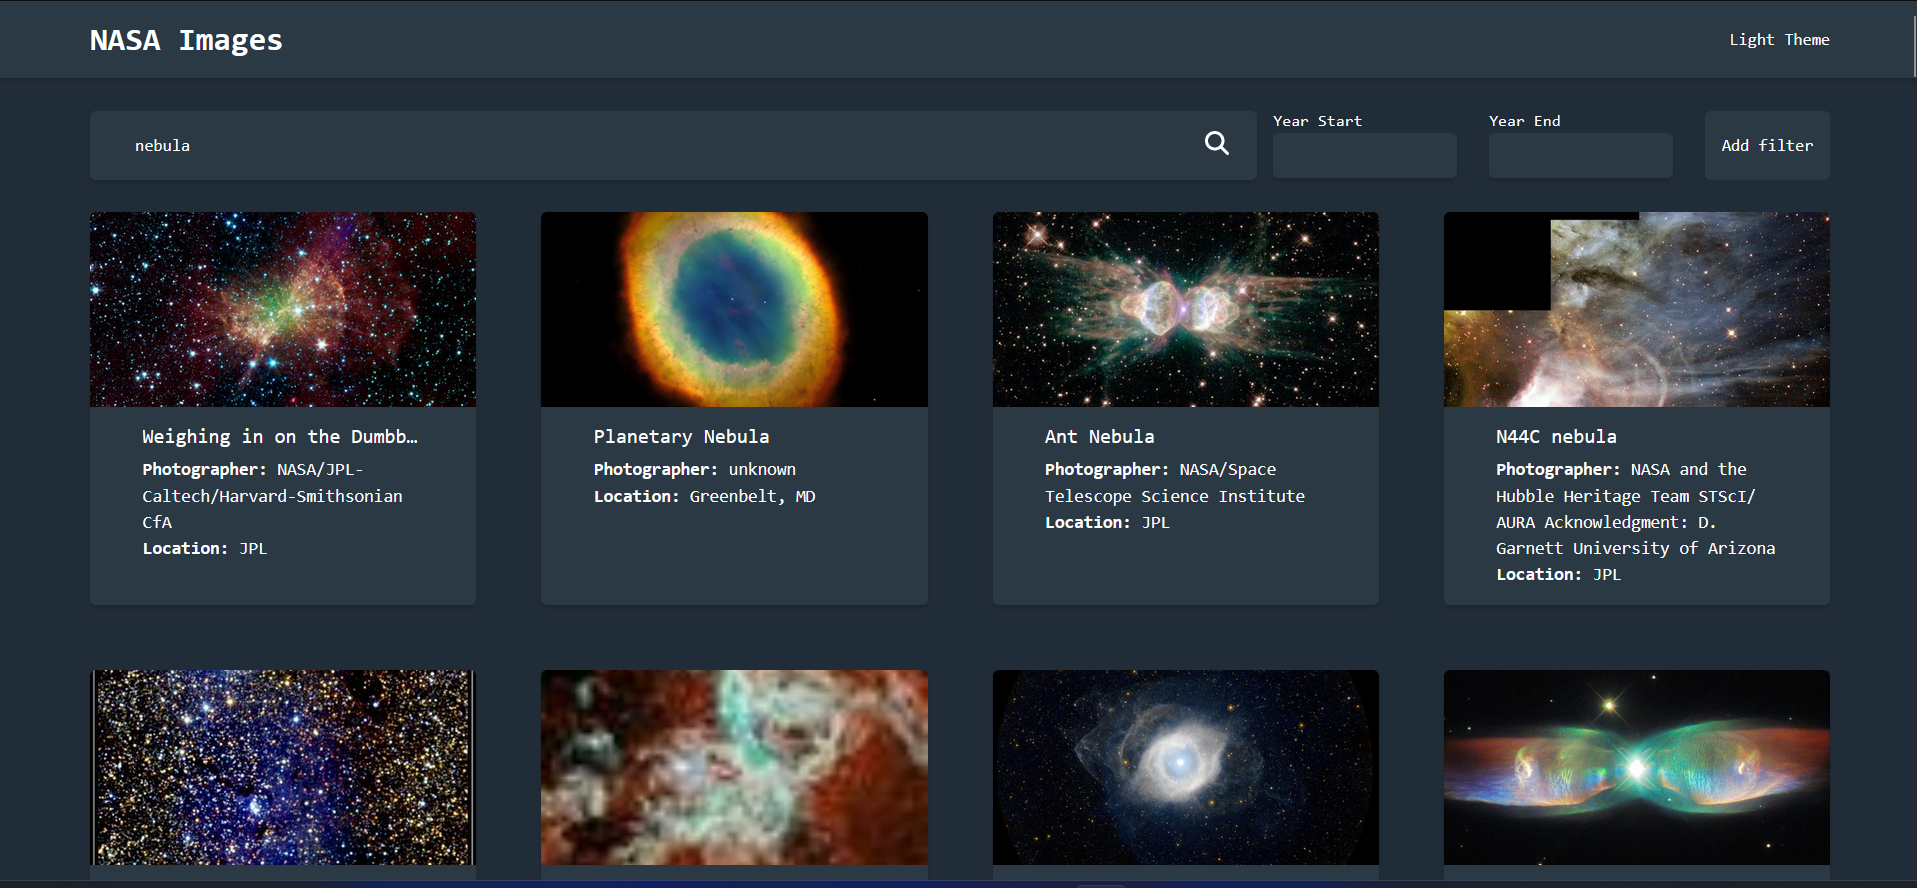 NASA Images
Light Theme
nebula
Year Start
Year End
Add filter
Weighing in on the Dumbb…
Photographer: NASA/JPL-
Caltech/Harvard-Smithsonian
CfA
Location: JPL
Planetary Nebula
Photographer: unknown
Location: Greenbelt, MD
Ant Nebula
Photographer: NASA/Space
Telescope Science Institute
Location: JPL
N44C nebula
Photographer: NASA and the
Hubble Heritage Team STScI/
AURA Acknowledgment: D.
Garnett University of Arizona
Location: JPL